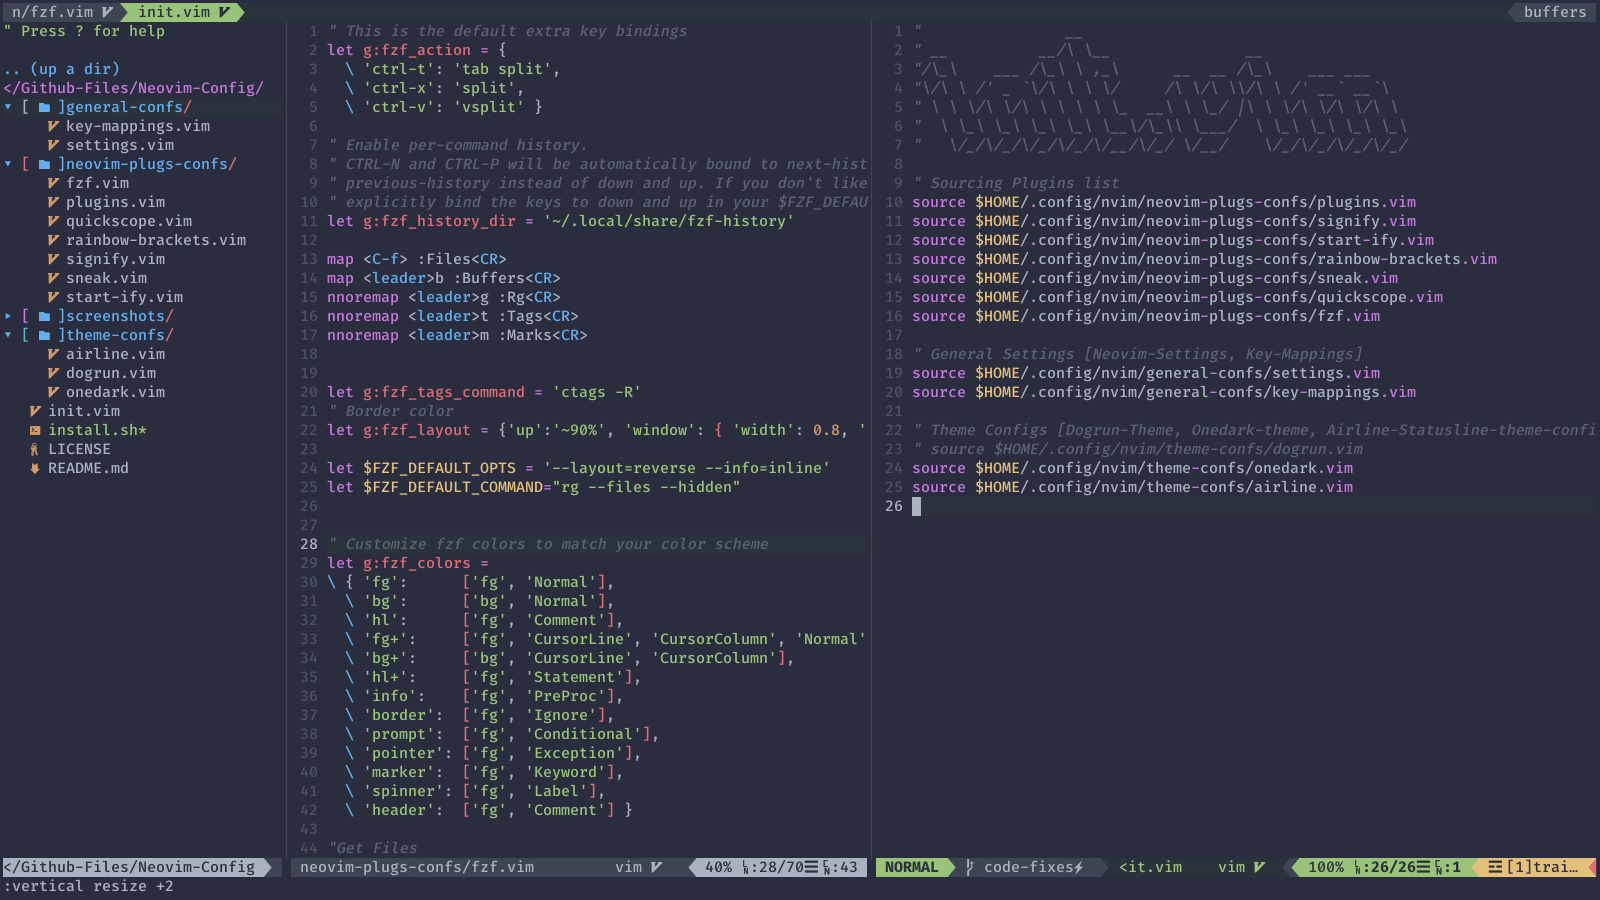 n/fzf.vim  init.vim  buffers
" Press ? for help
.. (up a dir)
</Github-Files/Neovim-Config/
▾ [ ]general-confs/
key-mappings.vim
settings.vim
▾ [ ]neovim-plugs-confs/
fzf.vim
plugins.vim
quickscope.vim
rainbow-brackets.vim
signify.vim
sneak.vim
start-ify.vim
▸ [ ]screenshots/
▾ [ ]theme-confs/
airline.vim
dogrun.vim
onedark.vim
init.vim
install.sh*
LICENSE
README.md
</Github-Files/Neovim-Config
1 " This is the default extra key bindings
2 let g:fzf_action = {
3   \ 'ctrl-t': 'tab split',
4   \ 'ctrl-x': 'split',
5   \ 'ctrl-v': 'vsplit' }
6
7 " Enable per-command history.
8 " CTRL-N and CTRL-P will be automatically bound to next-hist
9 " previous-history instead of down and up. If you don't like
10 " explicitly bind the keys to down and up in your $FZF_DEFAU
11 let g:fzf_history_dir = '~/.local/share/fzf-history'
12
13 map <C-f> :Files<CR>
14 map <leader>b :Buffers<CR>
15 nnoremap <leader>g :Rg<CR>
16 nnoremap <leader>t :Tags<CR>
17 nnoremap <leader>m :Marks<CR>
18
19
20 let g:fzf_tags_command = 'ctags -R'
21 " Border color
22 let g:fzf_layout = {'up':'~90%', 'window': { 'width': 0.8, '
23
24 let $FZF_DEFAULT_OPTS = '--layout=reverse --info=inline'
25 let $FZF_DEFAULT_COMMAND="rg --files --hidden"
26
27
28 " Customize fzf colors to match your color scheme
29 let g:fzf_colors =
30 \ { 'fg':      ['fg', 'Normal'],
31   \ 'bg':      ['bg', 'Normal'],
32   \ 'hl':      ['fg', 'Comment'],
33   \ 'fg+':     ['fg', 'CursorLine', 'CursorColumn', 'Normal'
34   \ 'bg+':     ['bg', 'CursorLine', 'CursorColumn'],
35   \ 'hl+':     ['fg', 'Statement'],
36   \ 'info':    ['fg', 'PreProc'],
37   \ 'border':  ['fg', 'Ignore'],
38   \ 'prompt':  ['fg', 'Conditional'],
39   \ 'pointer': ['fg', 'Exception'],
40   \ 'marker':  ['fg', 'Keyword'],
41   \ 'spinner': ['fg', 'Label'],
42   \ 'header':  ['fg', 'Comment'] }
43
44 "Get Files
neovim-plugs-confs/fzf.vim  vim  40% :28/70 :43
1 "
2 "
3 "
4 "
5 "
6 "
7 "
8
9 " Sourcing Plugins list
10 source $HOME/.config/nvim/neovim-plugs-confs/plugins.vim
11 source $HOME/.config/nvim/neovim-plugs-confs/signify.vim
12 source $HOME/.config/nvim/neovim-plugs-confs/start-ify.vim
13 source $HOME/.config/nvim/neovim-plugs-confs/rainbow-brackets.vim
14 source $HOME/.config/nvim/neovim-plugs-confs/sneak.vim
15 source $HOME/.config/nvim/neovim-plugs-confs/quickscope.vim
16 source $HOME/.config/nvim/neovim-plugs-confs/fzf.vim
17
18 " General Settings [Neovim-Settings, Key-Mappings]
19 source $HOME/.config/nvim/general-confs/settings.vim
20 source $HOME/.config/nvim/general-confs/key-mappings.vim
21
22 " Theme Configs [Dogrun-Theme, Onedark-theme, Airline-Statusline-theme-confi
23 " source $HOME/.config/nvim/theme-confs/dogrun.vim
24 source $HOME/.config/nvim/theme-confs/onedark.vim
25 source $HOME/.config/nvim/theme-confs/airline.vim
26
NORMAL  code-fixes⚡  <it.vim  vim  100% :26/26 :1  ☲ [1]trai…
:vertical resize +2